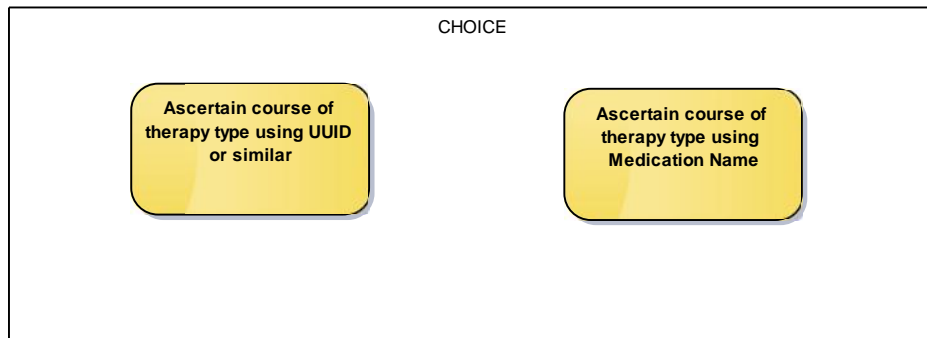 CHOICE
Ascertain course of
therapy type using UUID
or similar
Ascertain course of
therapy type using
Medication Name